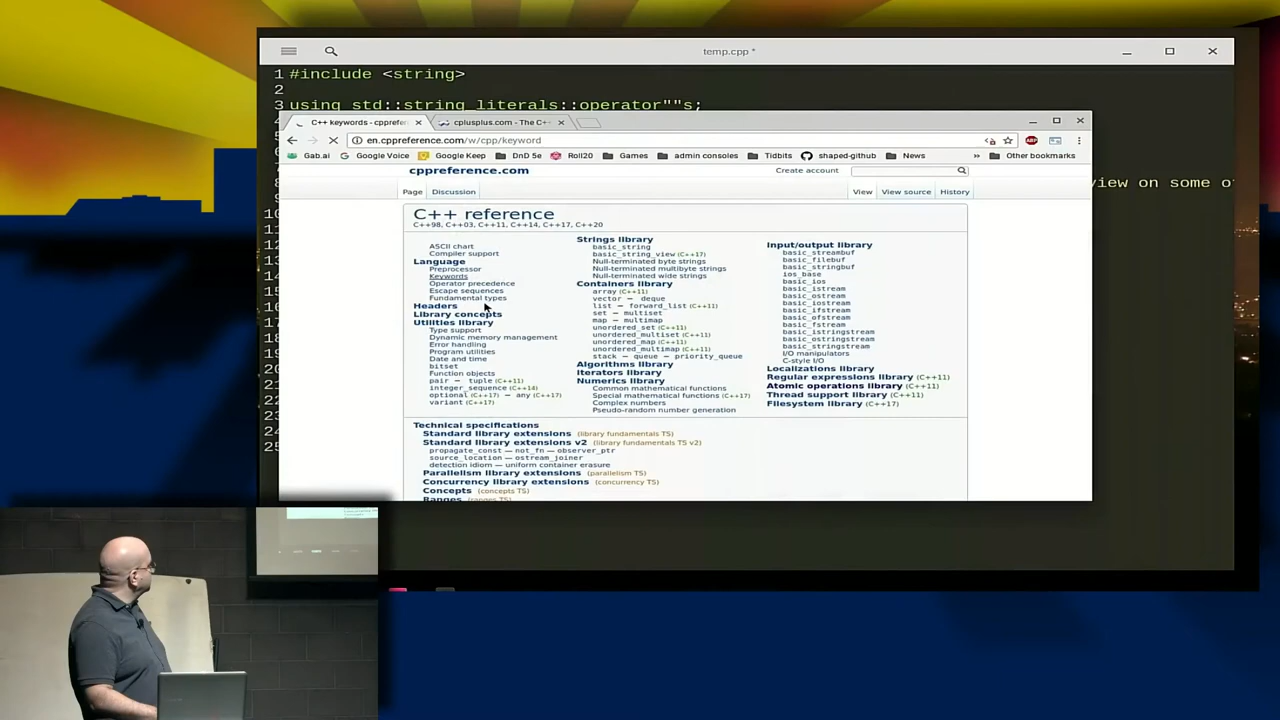 temp.cpp *
1 #include <string>
2
3 using std::string_literals::operator""s;
C++ keywords - cpprefere
cplusplus.com - The C+
en.cppreference.com/w/cpp/keyword
Gab.ai Google Voice Google Keep DnD 5e Roll20 Games admin consoles Tidbits shaped-github News » Other bookmarks
cppreference.com
Create account
Page Discussion
View View source History
view on some o
C++ reference
C++98, C++03, C++11, C++14, C++17, C++20
ASCII chart
Compiler support
Language
Preprocessor
Keywords
Operator precedence
Escape sequences
Fundamental types
Headers
Library concepts
Utilities library
Type support
Dynamic memory management
Error handling
Program utilities
Date and time
bitset
Function objects
pair — tuple (C++11)
integer_sequence (C++14)
optional (C++17) — any (C++17)
variant (C++17)
Strings library
basic_string
basic_string_view (C++17)
Null-terminated byte strings
Null-terminated multibyte strings
Null-terminated wide strings
Containers library
array (C++11)
vector — deque
list — forward_list (C++11)
set — multiset
map — multimap
unordered_set (C++11)
unordered_multiset (C++11)
unordered_map (C++11)
unordered_multimap (C++11)
stack — queue — priority_queue
Algorithms library
Iterators library
Numerics library
Common mathematical functions
Special mathematical functions (C++17)
Complex numbers
Pseudo-random number generation
Input/output library
basic_streambuf
basic_filebuf
basic_stringbuf
ios_base
basic_ios
basic_istream
basic_ostream
basic_iostream
basic_ifstream
basic_ofstream
basic_fstream
basic_istringstream
basic_ostringstream
basic_stringstream
I/O manipulators
C-style I/O
Localizations library
Regular expressions library (C++11)
Atomic operations library (C++11)
Thread support library (C++11)
Filesystem library (C++17)
Technical specifications
Standard library extensions (library fundamentals TS)
Standard library extensions v2 (library fundamentals TS v2)
propagate_const — not_fn — observer_ptr
source_location — ostream_joiner
detection idiom — uniform container erasure
Parallelism library extensions (parallelism TS)
Concurrency library extensions (concurrency TS)
Concepts (concepts TS)
Ranges (ranges TS)